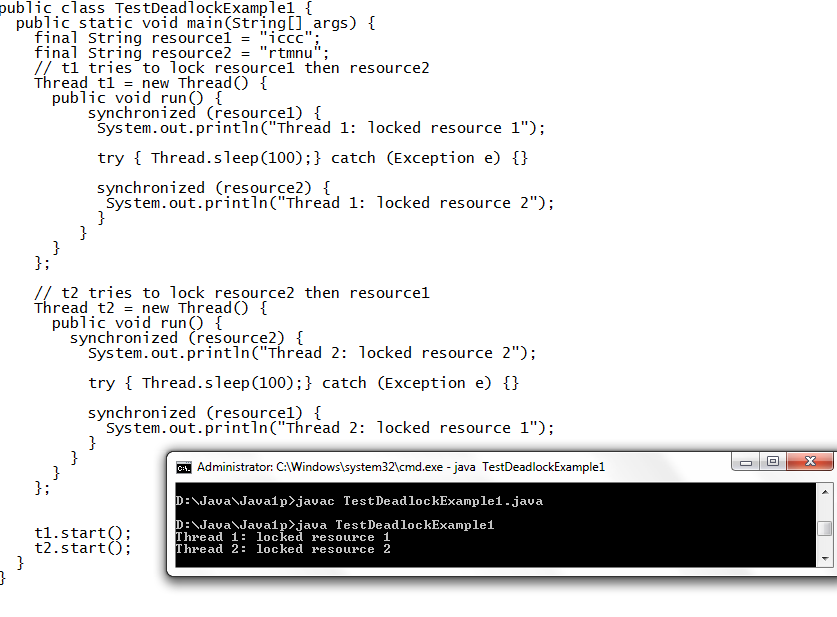 public class TestDeadlockExample1 {
  public static void main(String[] args) {
    final String resource1 = "iccc";
    final String resource2 = "rtmnu";
    // t1 tries to lock resource1 then resource2
    Thread t1 = new Thread() {
      public void run() {
          synchronized (resource1) {
           System.out.println("Thread 1: locked resource 1");

           try { Thread.sleep(100);} catch (Exception e) {}

           synchronized (resource2) {
            System.out.println("Thread 1: locked resource 2");
           }
         }
      }
    };

    // t2 tries to lock resource2 then resource1
    Thread t2 = new Thread() {
      public void run() {
        synchronized (resource2) {
          System.out.println("Thread 2: locked resource 2");

          try { Thread.sleep(100);} catch (Exception e) {}

          synchronized (resource1) {
            System.out.println("Thread 2: locked resource 1");
          }
        }
      }
    };

    t1.start();
    t2.start();
  }
}
C:\. Administrator: C:\Windows\system32\cmd.exe - java  TestDeadlockExample1
D:\Java\Java1p>javac TestDeadlockExample1.java
D:\Java\Java1p>java TestDeadlockExample1
Thread 1: locked resource 1
Thread 2: locked resource 2